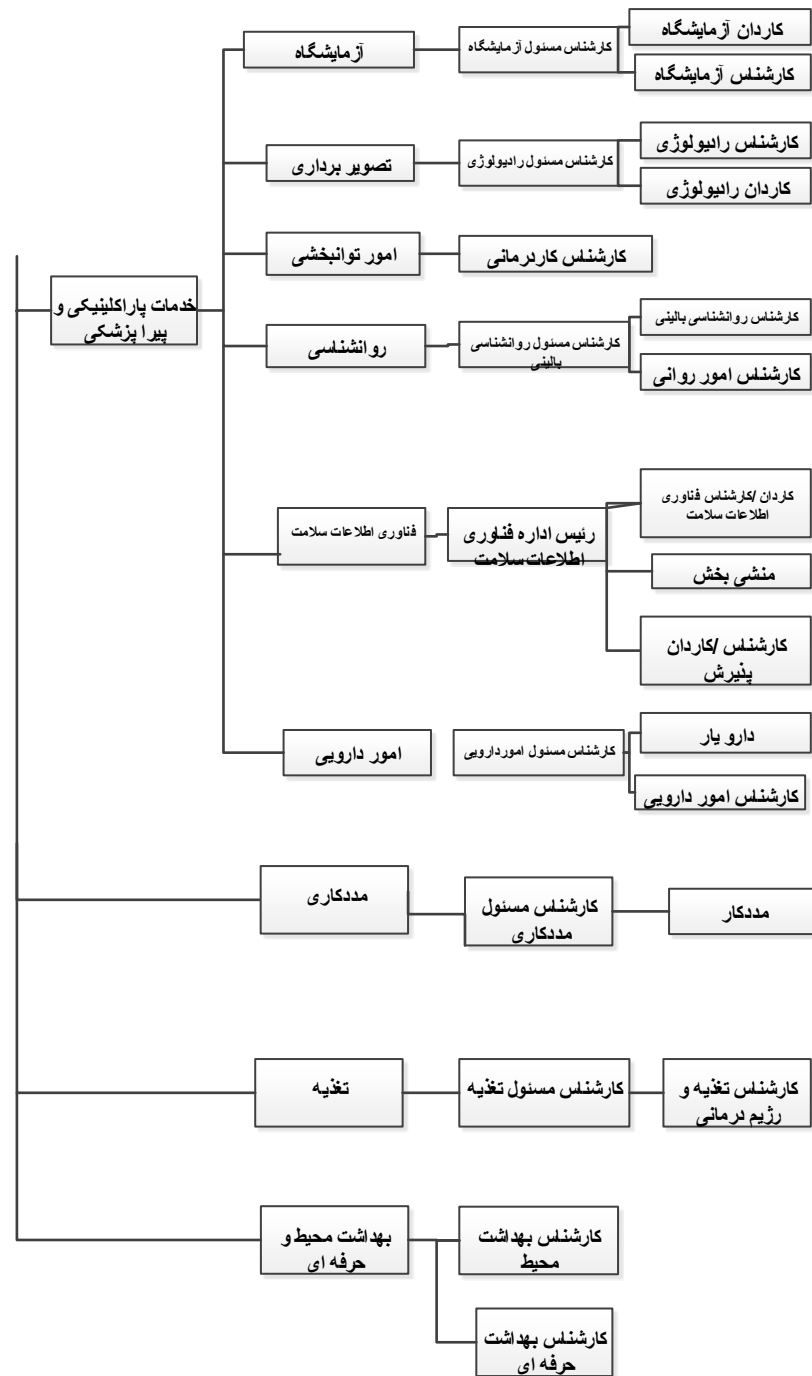 آزمایشگاه
کارشناس مسئول آزمایشگاه
کاردان آزمایشگاه
کارشناس آزمایشگاه
تصویر برداری
کارشناس مسئول رادیولوژی
کارشناس رادیولوژی
کاردان رادیولوژی
امور توانبخشی
کارشناس کاردرمانی
خدمات پاراکلینیکی و
پیرا پزشکی
روانشناسی
کارشناس مسئول روانشناسی
بالینی
کارشناس روانشناسی بالینی
کارشناس امور روانی
فناوری اطلاعات سلامت
رئیس اداره فناوری
اطلاعات سلامت
کاردان /کارشناس فناوری
اطلاعات سلامت
منشی بخش
کارشناس /کاردان
پذیرش
امور دارویی
کارشناس مسئول اموردارویی
دارو یار
کارشناس امور دارویی
مددکاری
کارشناس مسئول
مددکاری
مددکار
تغذیه
کارشناس مسئول تغذیه
کارشناس تغذیه و
رژیم درمانی
بهداشت محیط و
حرفه ای
کارشناس بهداشت
محیط
کارشناس بهداشت
حرفه ای